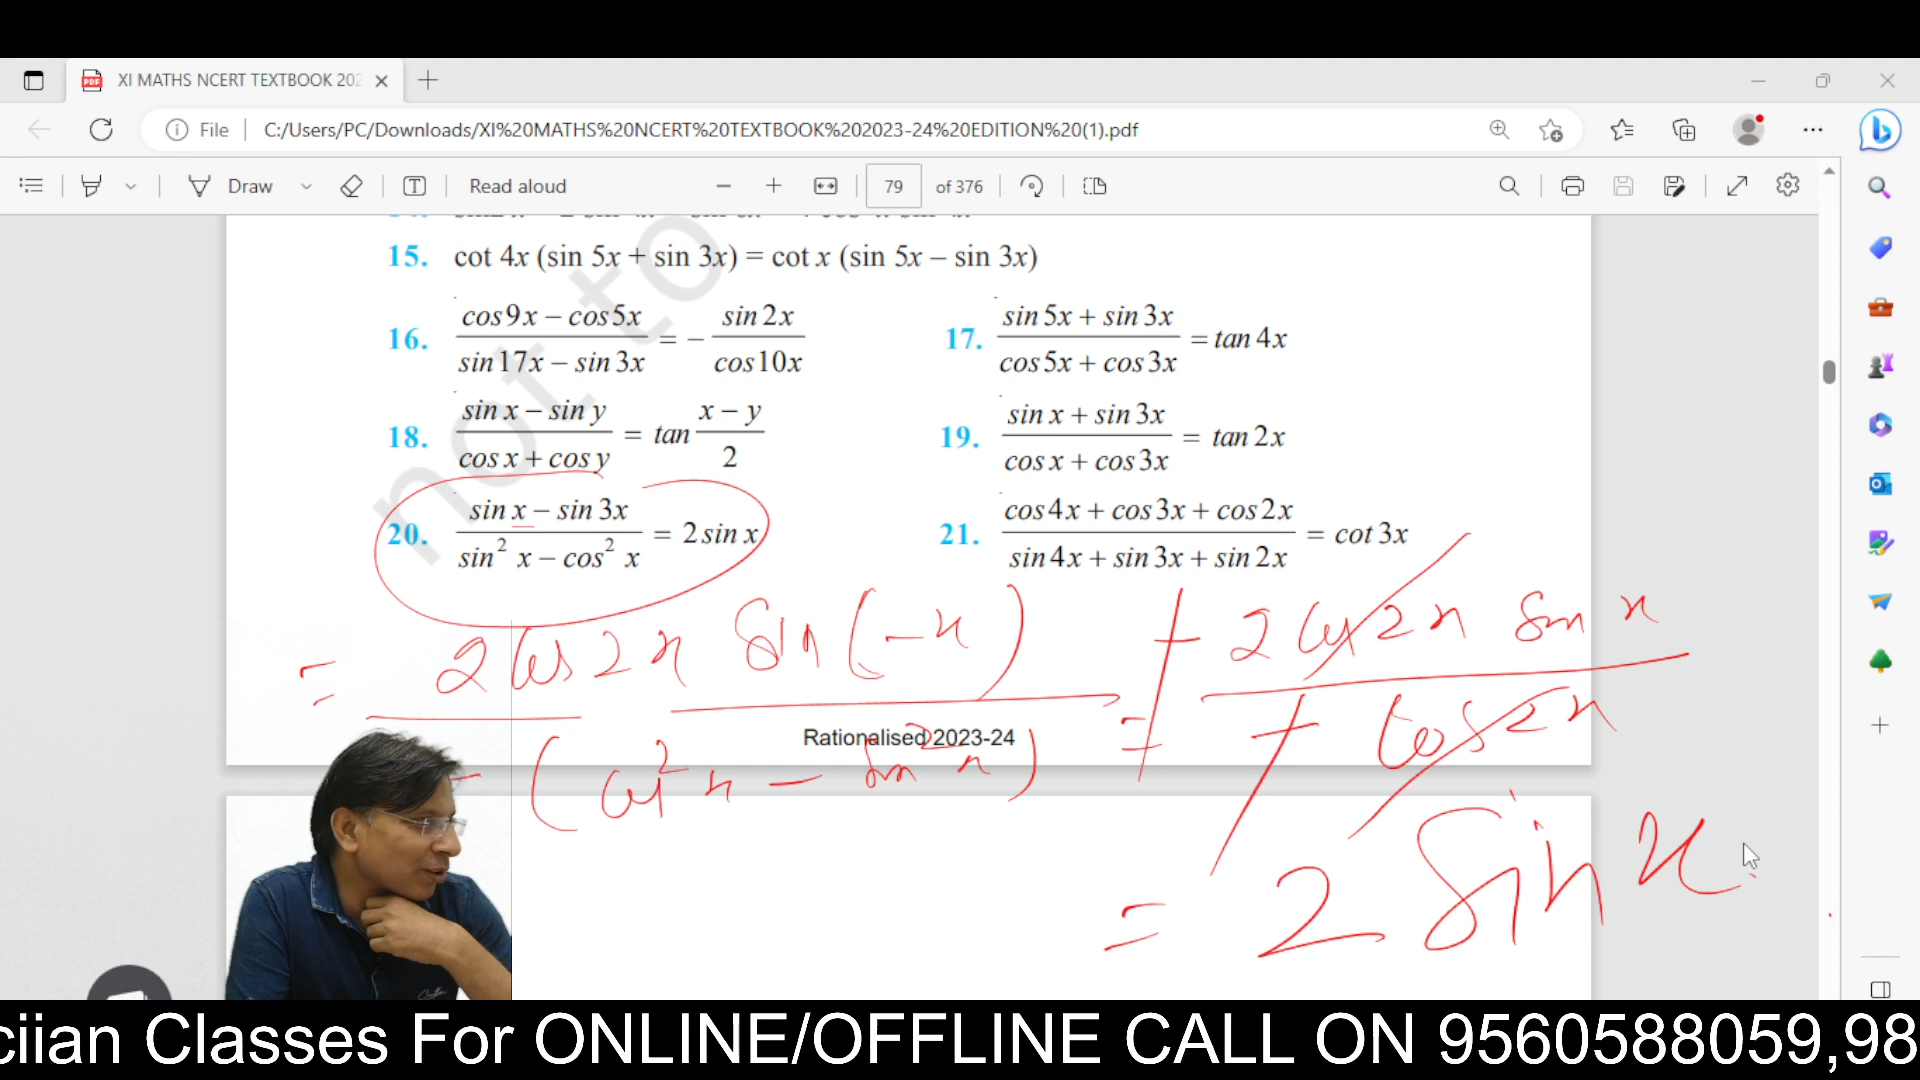 XI MATHS NCERT TEXTBOOK 202
File C:/Users/PC/Downloads/XI%20MATHS%20NCERT%20TEXTBOOK%202023-24%20EDITION%20(1).pdf
Draw Read aloud 79 of 376
15. cot 4x (sin 5x + sin 3x) = cot x (sin 5x – sin 3x)
16. (cos 9x – cos 5x) / (sin 17x – sin 3x) = – sin 2x / cos 10x
17. (sin 5x + sin 3x) / (cos 5x + cos 3x) = tan 4x
18. (sin x – sin y) / (cos x + cos y) = tan (x – y) / 2
19. (sin x + sin 3x) / (cos x + cos 3x) = tan 2x
20. (sin x – sin 3x) / (sin² x – cos² x) = 2 sin x
21. (cos 4x + cos 3x + cos 2x) / (sin 4x + sin 3x + sin 2x) = cot 3x
not to
= 2 cos 2x sin (–x) / – (cos² x – sin² x) = – 2 cos 2x sin x / – cos 2x
Rationalised 2023-24
= 2 sin x
ciian Classes For ONLINE/OFFLINE CALL ON 9560588059,98